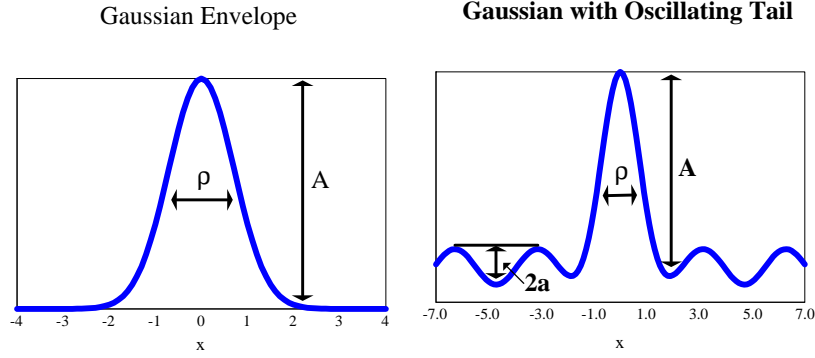 Gaussian Envelope
ρ
A
-4 -3 -2 -1 0 1 2 3 4
x
Gaussian with Oscillating Tail
ρ
A
2a
-7.0 -5.0 -3.0 -1.0 1.0 3.0 5.0 7.0
x